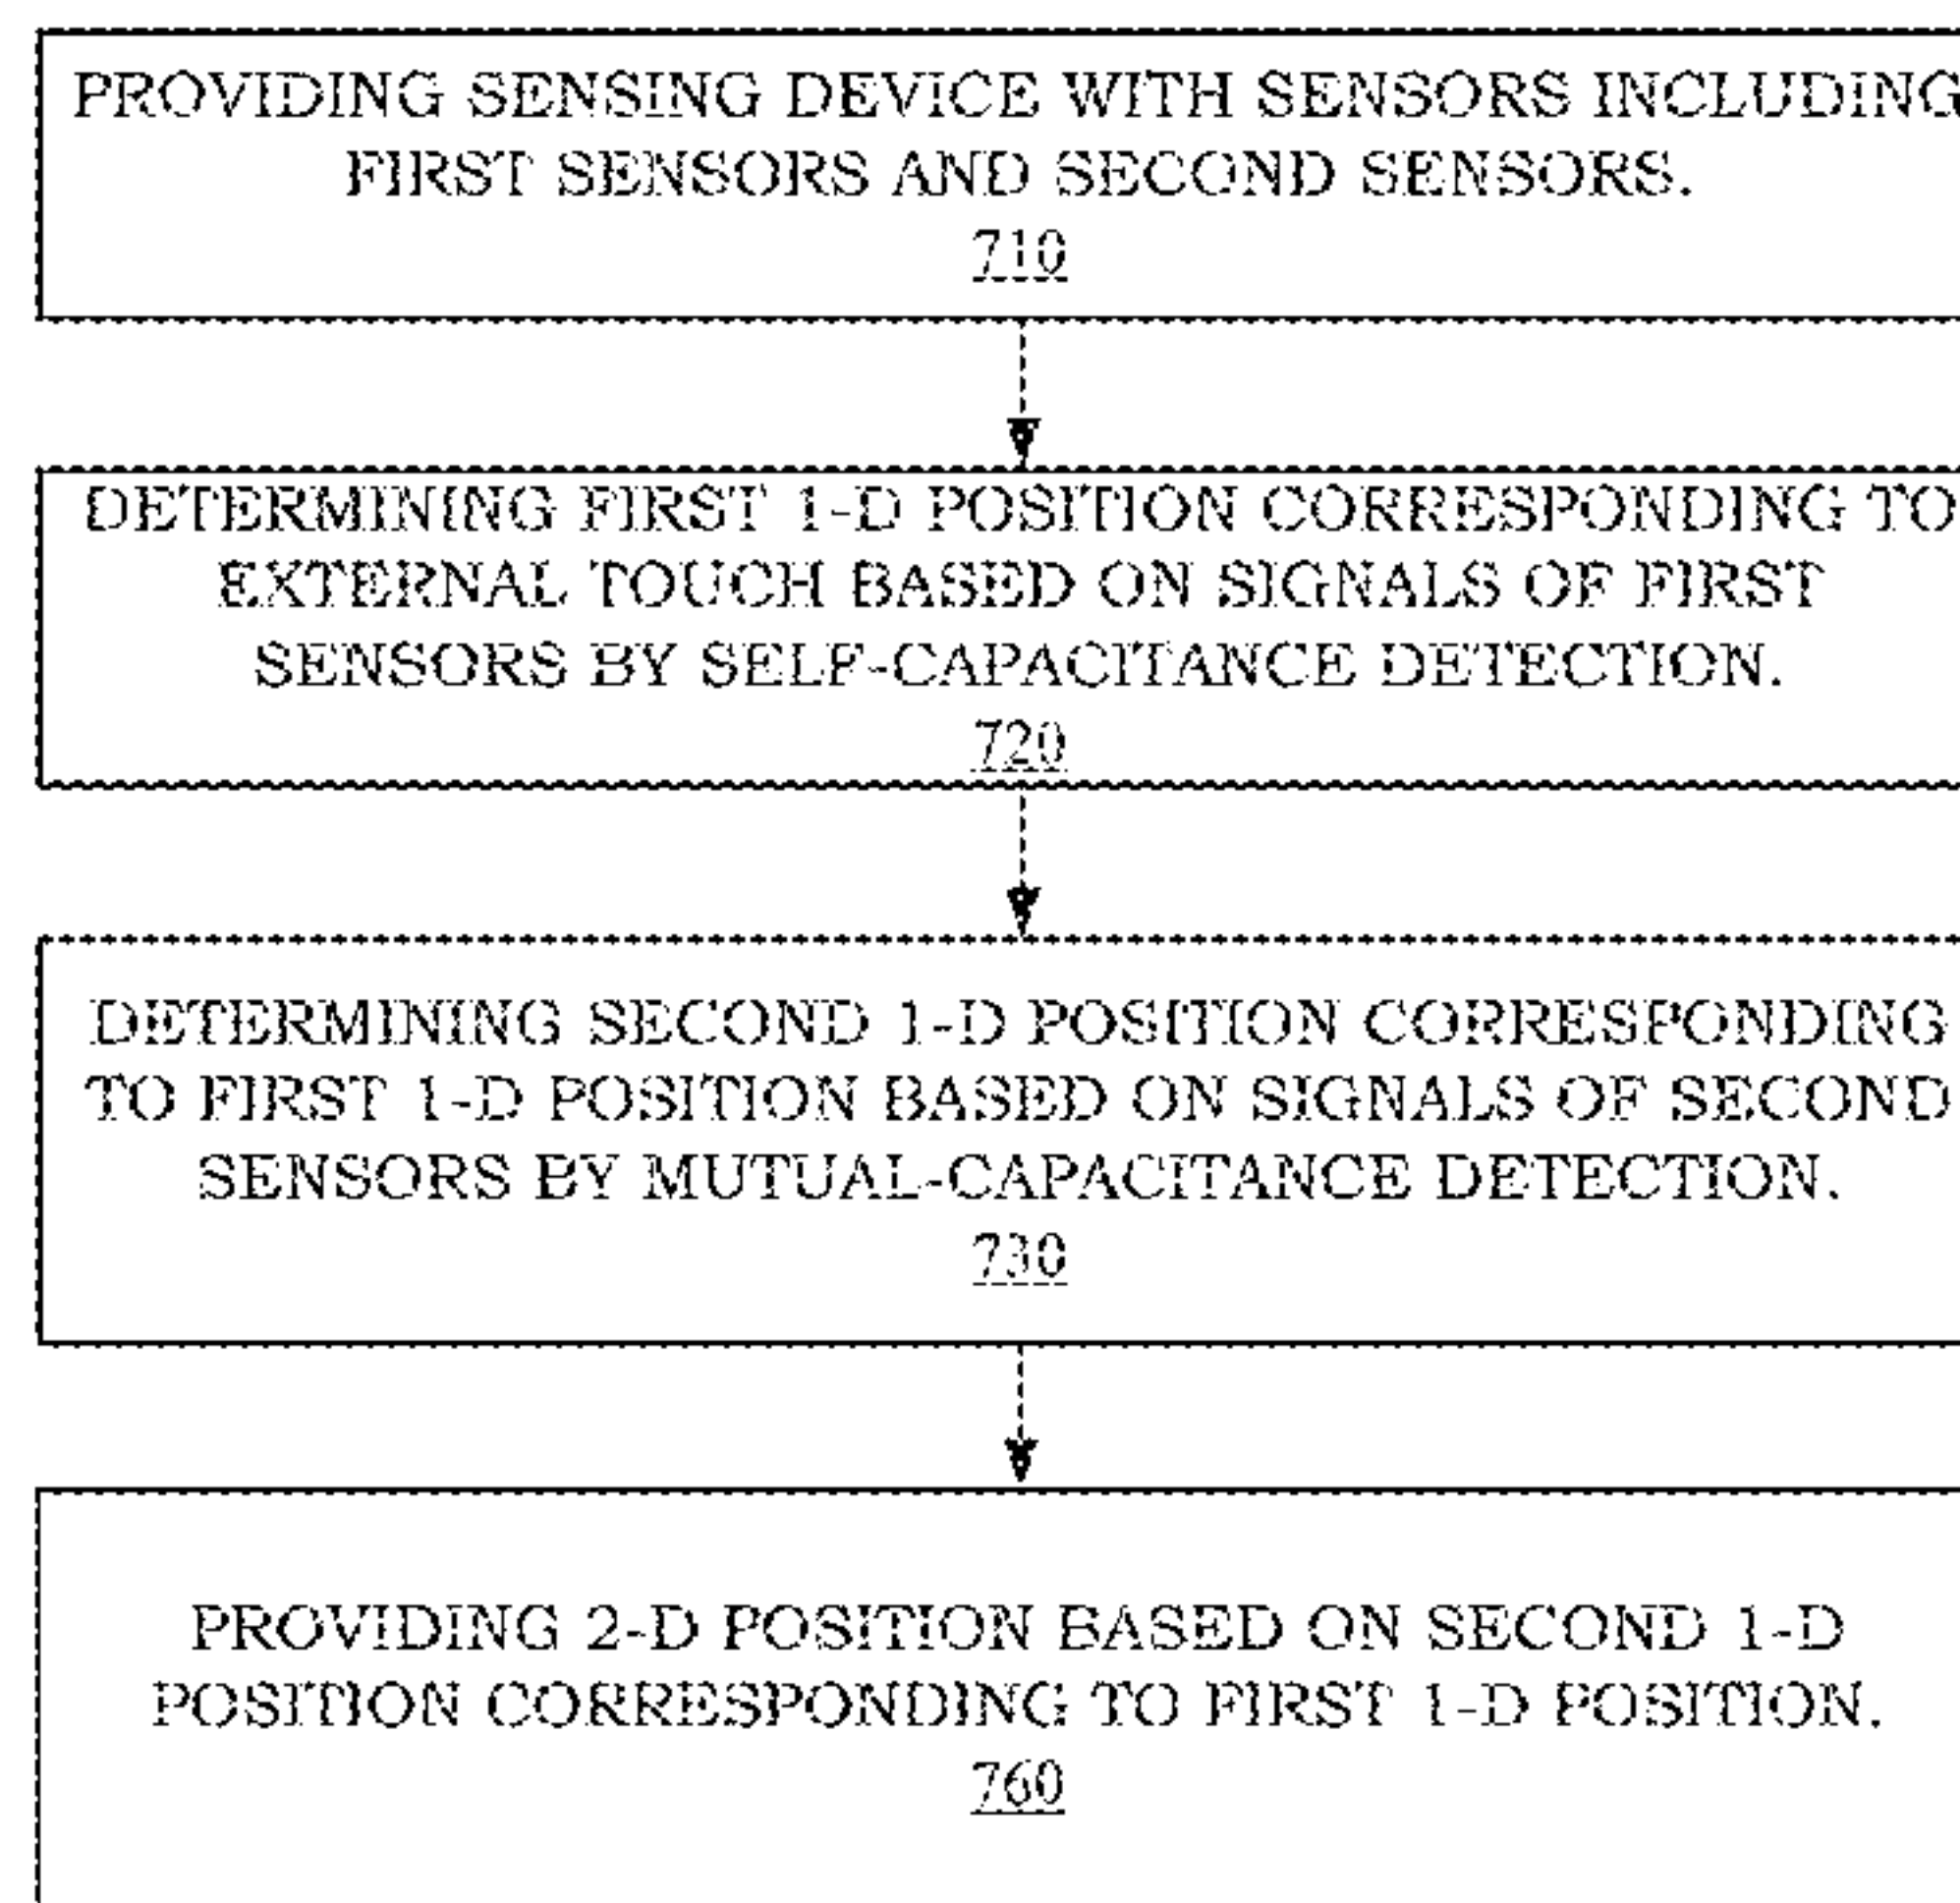 PROVIDING SENSING DEVICE WITH SENSORS INCLUDING
FIRST SENSORS AND SECOND SENSORS.
710
DETERMINING FIRST 1-D POSITION CORRESPONDING TO
EXTERNAL TOUCH BASED ON SIGNALS OF FIRST
SENSORS BY SELF-CAPACITANCE DETECTION.
720
DETERMINING SECOND 1-D POSITION CORRESPONDING
TO FIRST 1-D POSITION BASED ON SIGNALS OF SECOND
SENSORS BY MUTUAL-CAPACITANCE DETECTION.
730
PROVIDING 2-D POSITION BASED ON SECOND 1-D
POSITION CORRESPONDING TO FIRST 1-D POSITION.
760